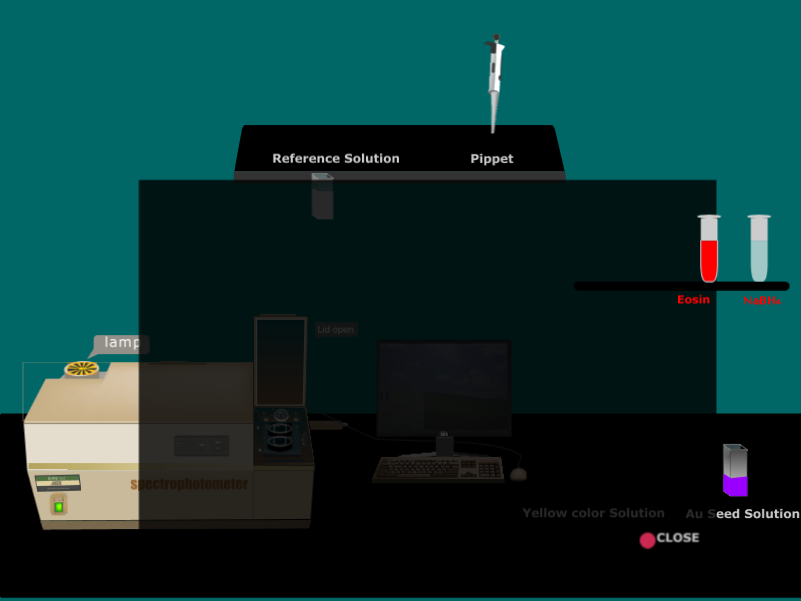 Reference Solution
Pippet
Eosin
NaBH₄
Lid open
lamp
spectrophotometer
Yellow color Solution
Au Seed Solution
CLOSE